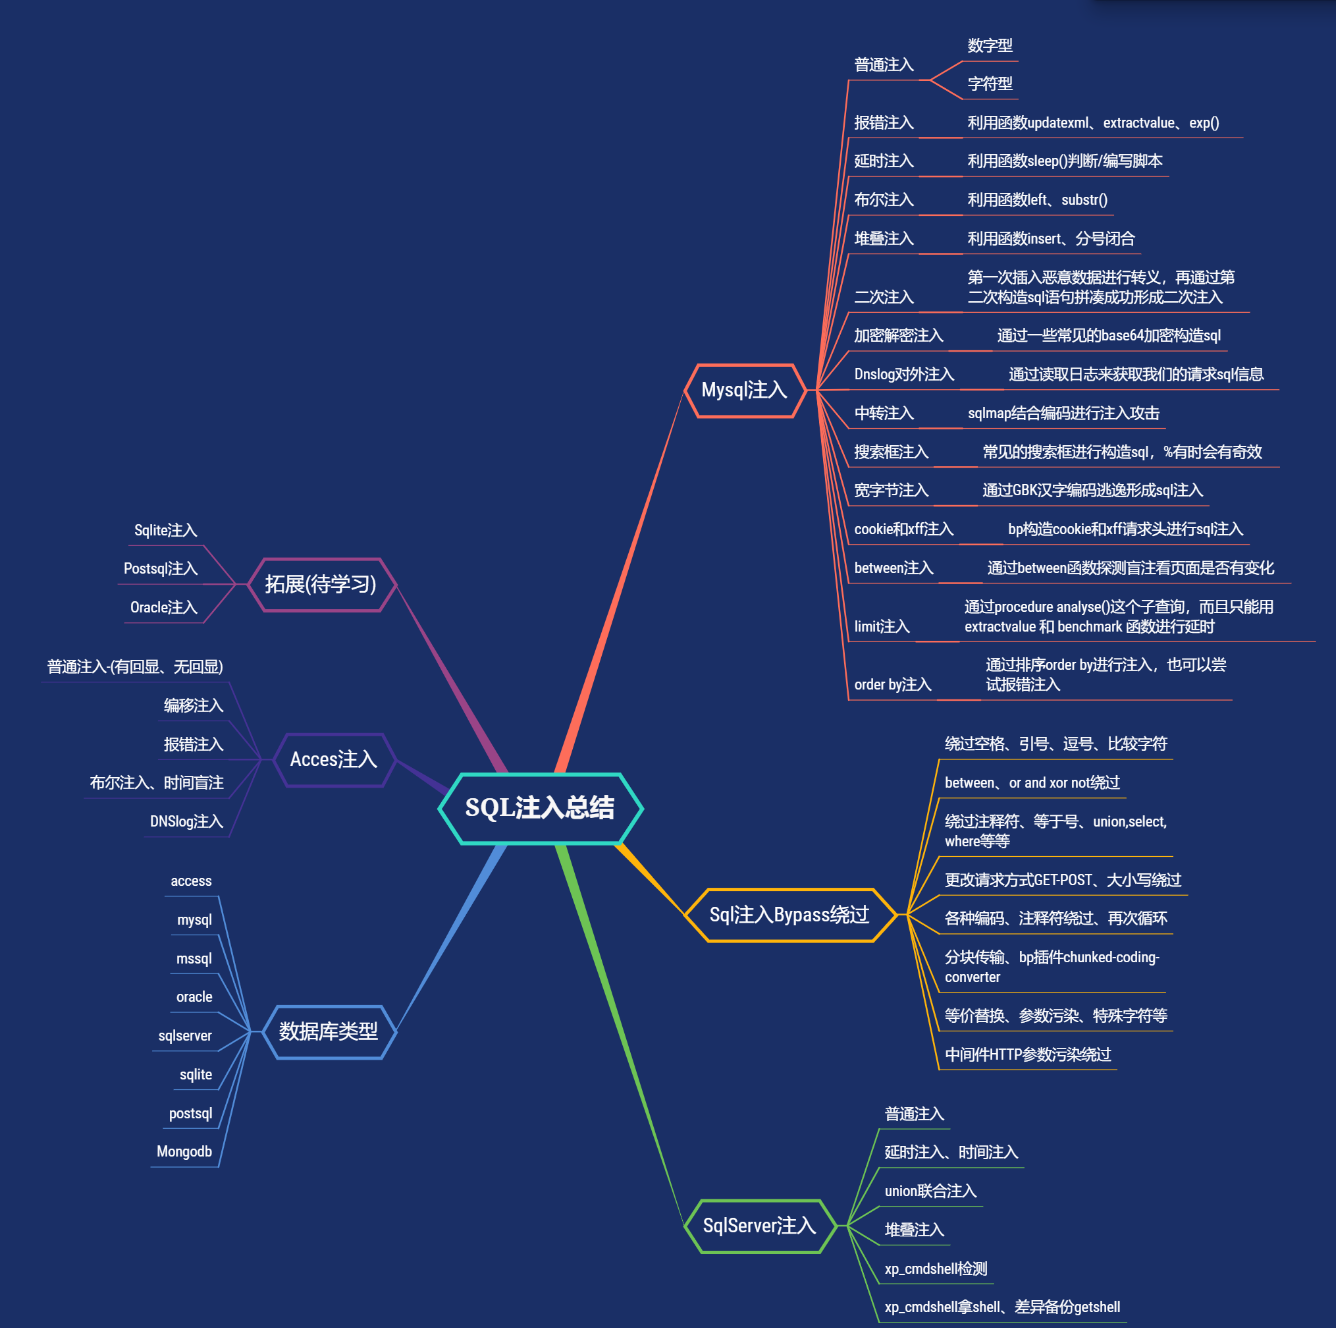 SQL注入总结
Mysql注入
普通注入
数字型
字符型
报错注入
利用函数updatexml、extractvalue、exp()
延时注入
利用函数sleep()判断/编写脚本
布尔注入
利用函数left、substr()
堆叠注入
利用函数insert、分号闭合
二次注入
第一次插入恶意数据进行转义，再通过第
二次构造sql语句拼凑成功形成二次注入
加密解密注入
通过一些常见的base64加密构造sql
Dnslog对外注入
通过读取日志来获取我们的请求sql信息
中转注入
sqlmap结合编码进行注入攻击
搜索框注入
常见的搜索框进行构造sql，%有时会有奇效
宽字节注入
通过GBK汉字编码逃逸形成sql注入
cookie和xff注入
bp构造cookie和xff请求头进行sql注入
between注入
通过between函数探测盲注看页面是否有变化
limit注入
通过procedure analyse()这个子查询，而且只能用
extractvalue 和 benchmark 函数进行延时
order by注入
通过排序order by进行注入，也可以尝
试报错注入
Sql注入Bypass绕过
绕过空格、引号、逗号、比较字符
between、or and xor not绕过
绕过注释符、等于号、union,select,
where等等
更改请求方式GET-POST、大小写绕过
各种编码、注释符绕过、再次循环
分块传输、bp插件chunked-coding-
converter
等价替换、参数污染、特殊字符等
中间件HTTP参数污染绕过
SqlServer注入
普通注入
延时注入、时间注入
union联合注入
堆叠注入
xp_cmdshell检测
xp_cmdshell拿shell、差异备份getshell
拓展(待学习)
Sqlite注入
Postsql注入
Oracle注入
Acces注入
普通注入-(有回显、无回显)
编移注入
报错注入
布尔注入、时间盲注
DNSlog注入
数据库类型
access
mysql
mssql
oracle
sqlserver
sqlite
postsql
Mongodb